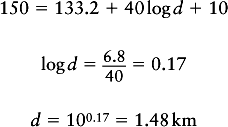 150 = 133.2 + 40 log d + 10
log d = 6.8/40 = 0.17
d = 10^0.17 = 1.48 km